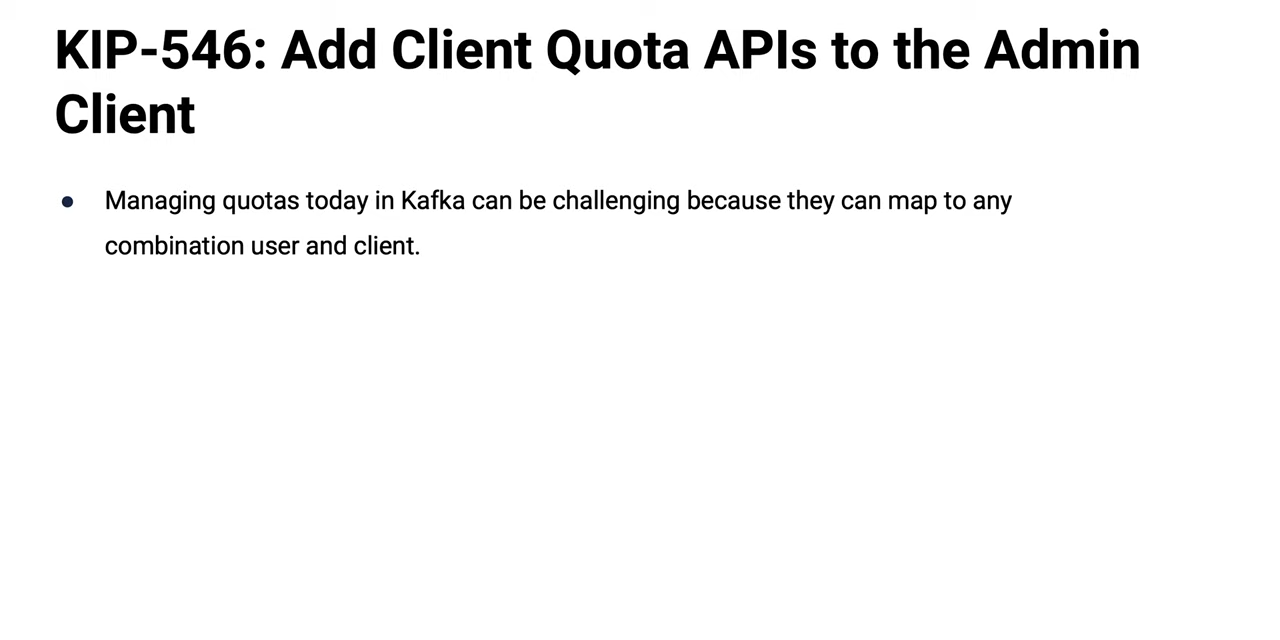 KIP-546: Add Client Quota APIs to the Admin
Client
● Managing quotas today in Kafka can be challenging because they can map to any
combination user and client.